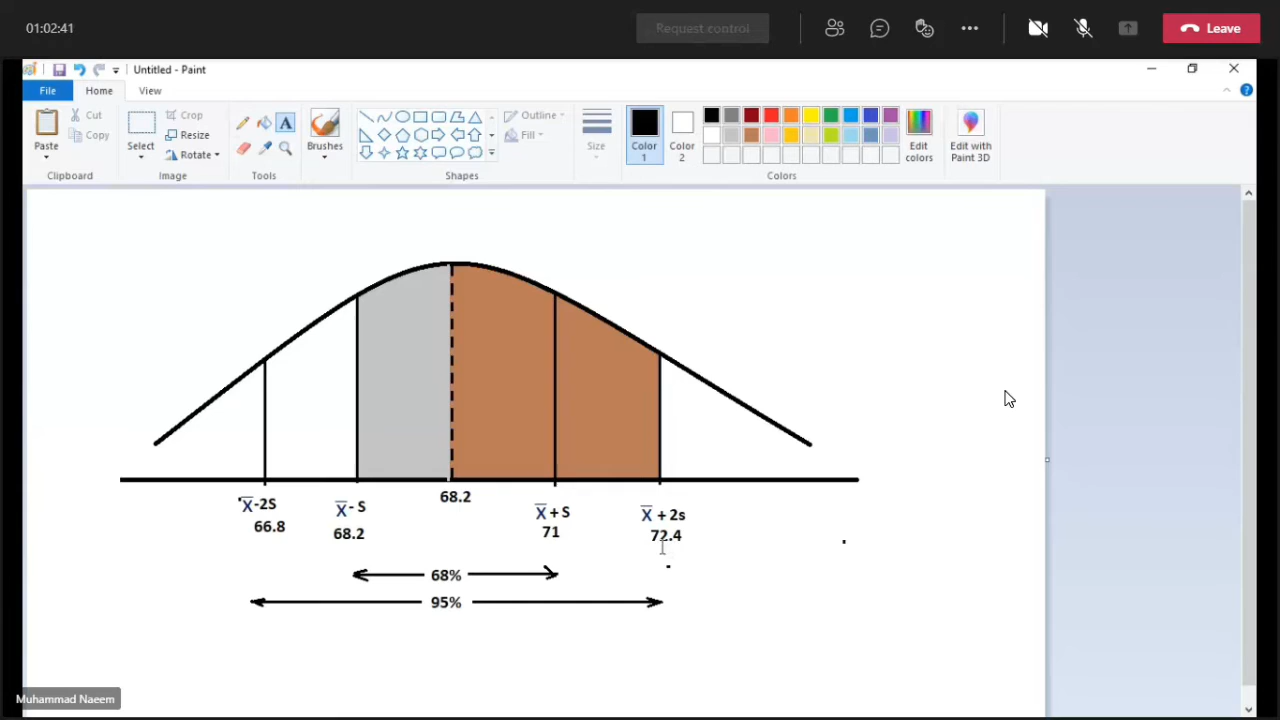 01:02:41
Request control
Leave
Untitled - Paint
File
Home
View
Paste
Cut
Copy
Clipboard
Select
Crop
Resize
Rotate
Image
A
Tools
Brushes
Shapes
Outline
Fill
Size
Color
1
Color
2
Colors
Edit
colors
Edit with
Paint 3D
X̅-2S
66.8
X̅- S
68.2
68.2
X̅+S
71
X̅ + 2s
72.4
68%
95%
Muhammad Naeem